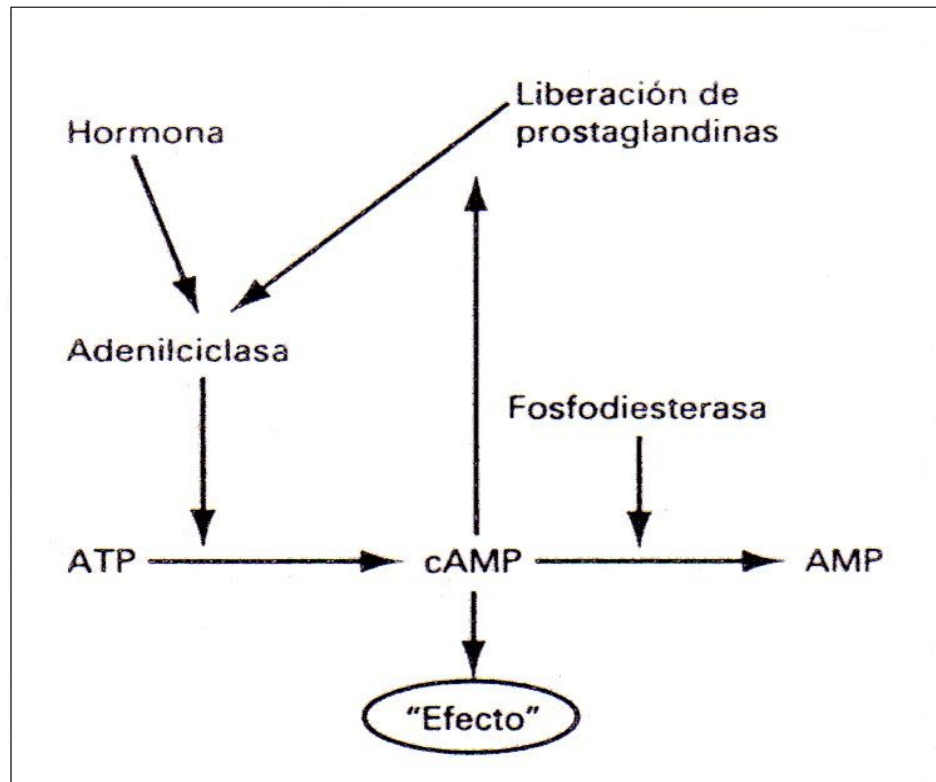 Hormona
Liberación de
prostaglandinas
Adenilciclasa
Fosfodiesterasa
ATP
cAMP
AMP
"Efecto"